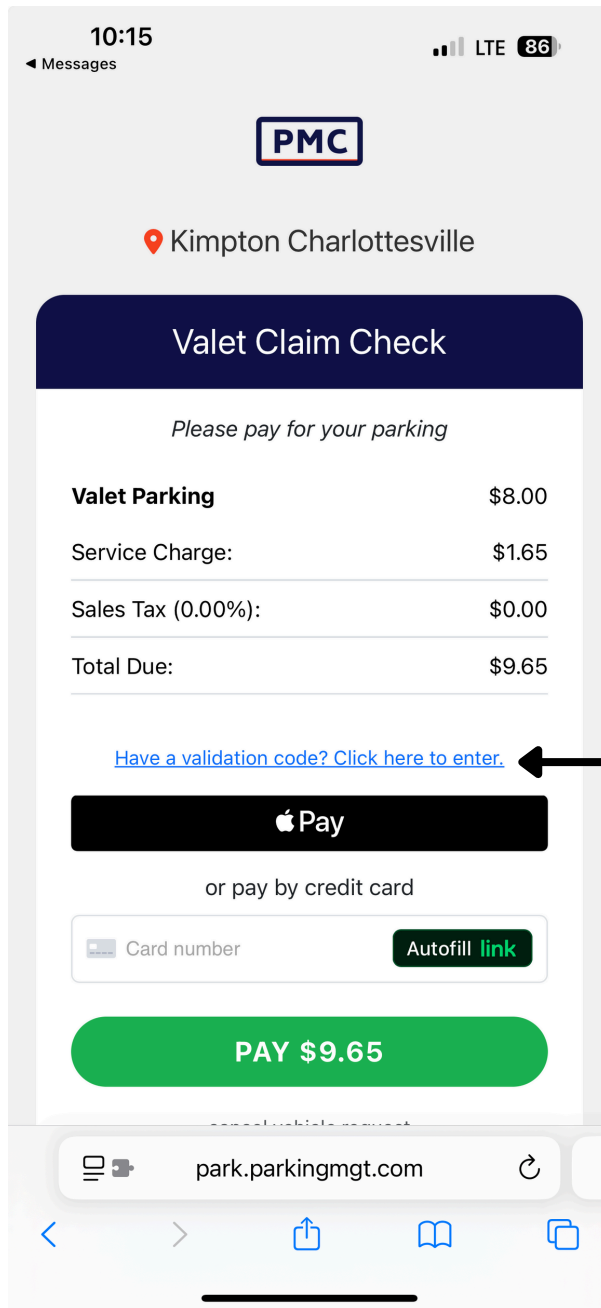 10:15
LTE 86
◀ Messages
PMC
Kimpton Charlottesville
Valet Claim Check
Please pay for your parking
Valet Parking $8.00
Service Charge: $1.65
Sales Tax (0.00%): $0.00
Total Due: $9.65
Have a validation code? Click here to enter.
Pay
or pay by credit card
Card number Autofill link
PAY $9.65
cancel vehicle request
park.parkingmgt.com